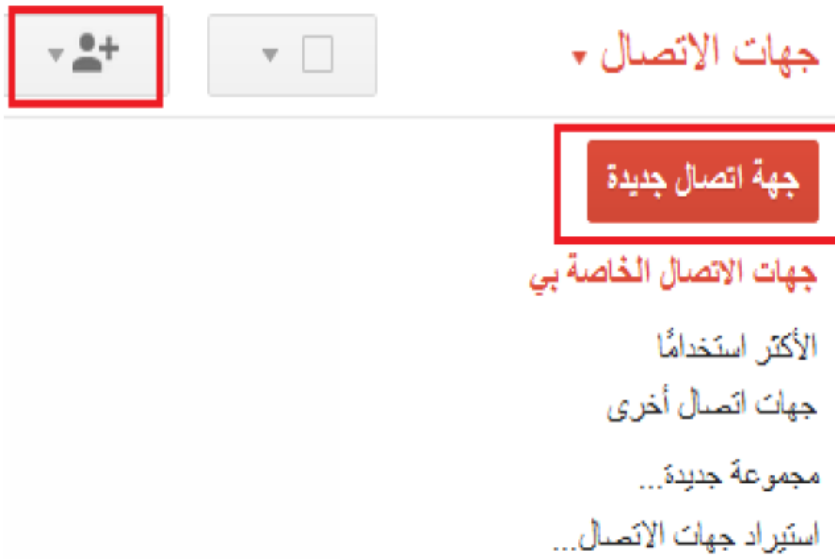 جهات الاتصال
جهة اتصال جديدة
جهات الاتصال الخاصة بي
الأكثر استخدامًا
جهات اتصال أخرى
مجموعة جديدة...
استيراد جهات الاتصال...